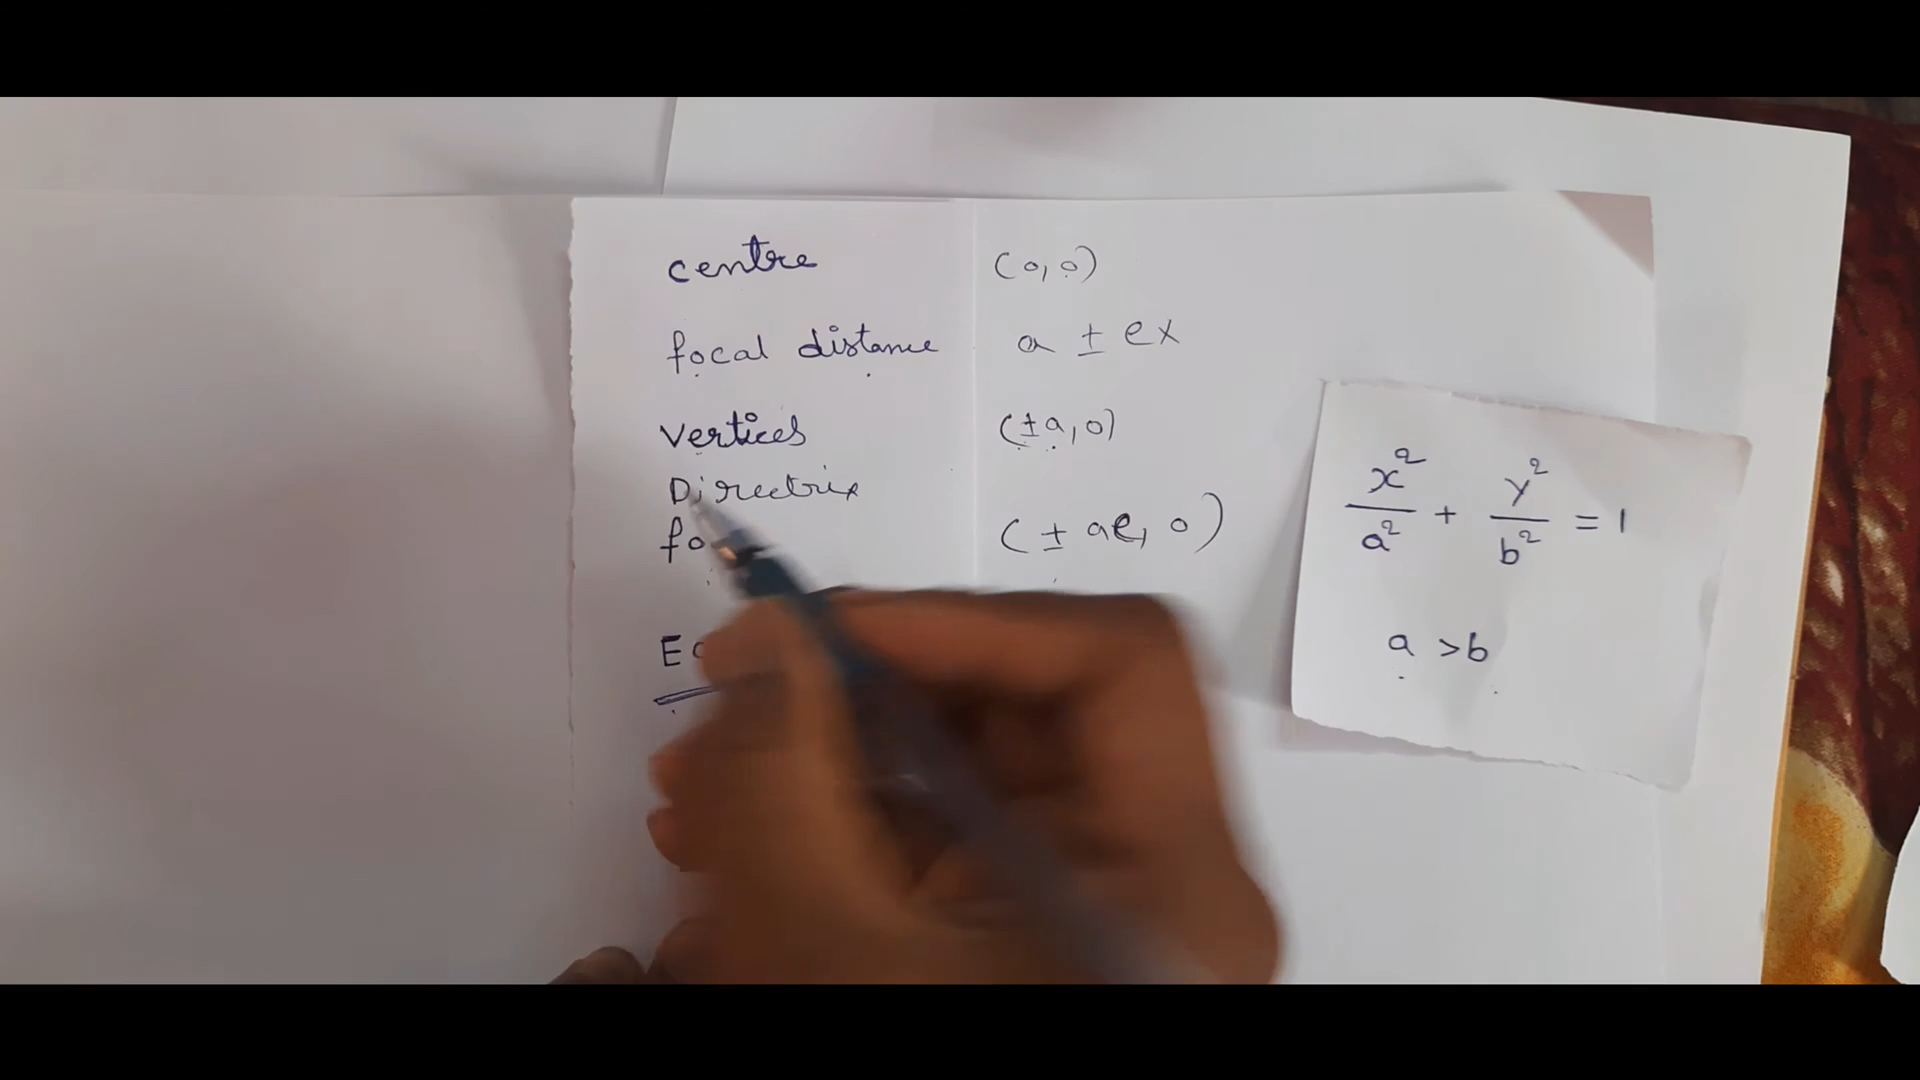 centre (0,0)
focal distance a ± ex
Vertices (±a,0)
Directrix
(± ae, 0)
x²/a² + y²/b² = 1
a > b